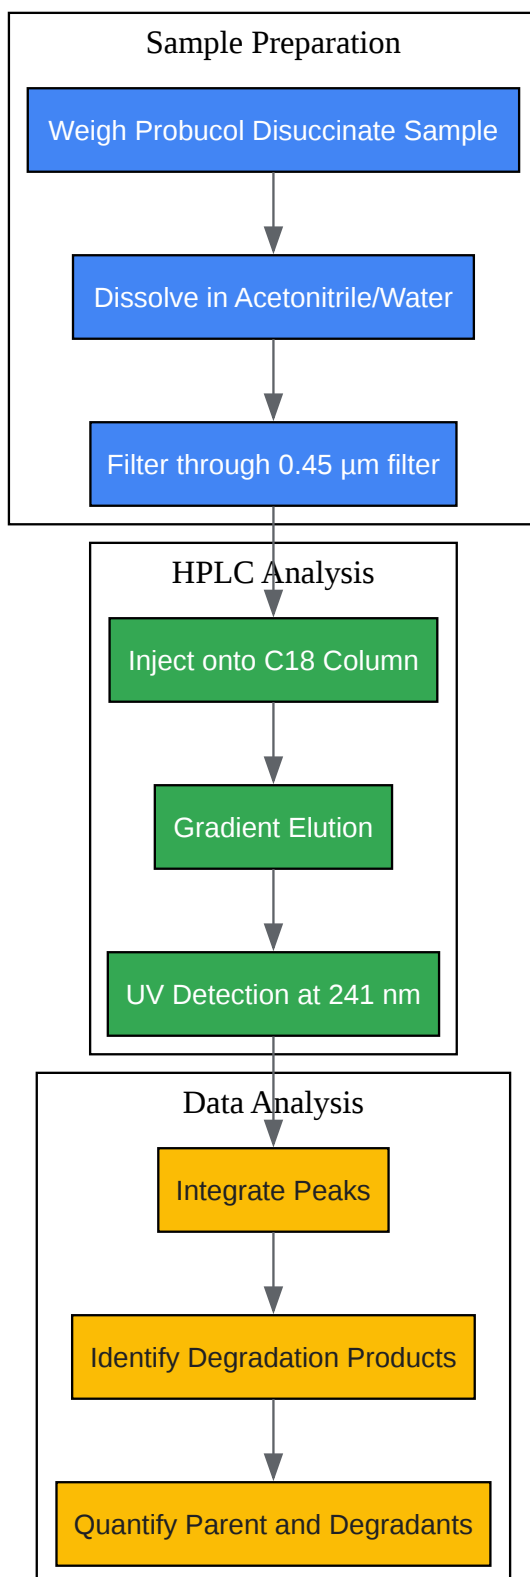 Sample Preparation
Weigh Probucol Disuccinate Sample
Dissolve in Acetonitrile/Water
Filter through 0.45 µm filter
HPLC Analysis
Inject onto C18 Column
Gradient Elution
UV Detection at 241 nm
Data Analysis
Integrate Peaks
Identify Degradation Products
Quantify Parent and Degradants